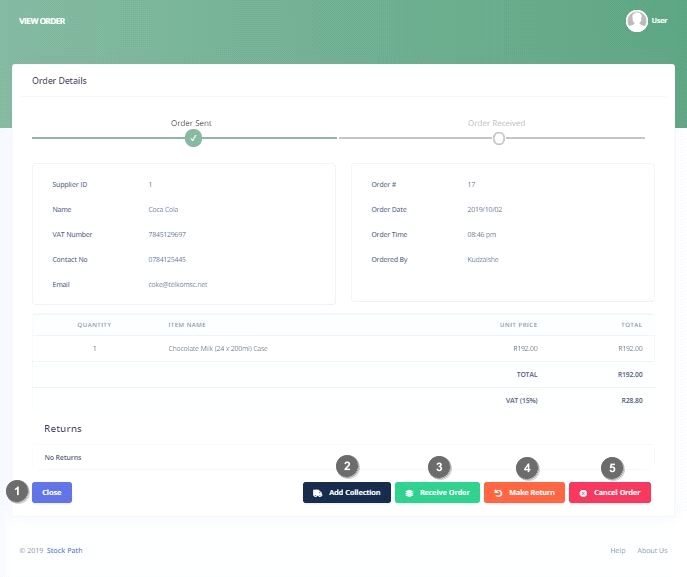 VIEW ORDER
User
Order Details
Order Sent
Order Received
Supplier ID 1
Name Coca Cola
VAT Number 7845129697
Contact No 0784125445
Email coke@telkomsc.net
Order # 17
Order Date 2019/10/02
Order Time 08:46 pm
Ordered By Kudzaishe
QUANTITY ITEM NAME UNIT PRICE TOTAL
1 Chocolate Milk (24 x 200ml) Case R192.00 R192.00
TOTAL R192.00
VAT (15%) R28.80
Returns
No Returns
1 Close
2 Add Collection
3 Receive Order
4 Make Return
5 Cancel Order
© 2019 Stock Path
Help About Us